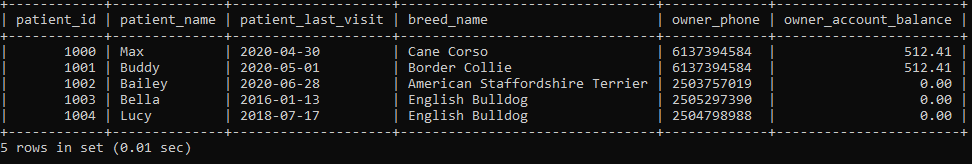 +------------+--------------+--------------------+--------------------------------+-------------+-----------------------+
| patient_id | patient_name | patient_last_visit | breed_name                     | owner_phone | owner_account_balance |
+------------+--------------+--------------------+--------------------------------+-------------+-----------------------+
|       1000 | Max          | 2020-04-30         | Cane Corso                     | 6137394584  |                512.41 |
|       1001 | Buddy        | 2020-05-01         | Border Collie                  | 6137394584  |                512.41 |
|       1002 | Bailey       | 2020-06-28         | American Staffordshire Terrier | 2503757019  |                  0.00 |
|       1003 | Bella        | 2016-01-13         | English Bulldog                | 2505297390  |                  0.00 |
|       1004 | Lucy         | 2018-07-17         | English Bulldog                | 2504798988  |                  0.00 |
+------------+--------------+--------------------+--------------------------------+-------------+-----------------------+
5 rows in set (0.01 sec)